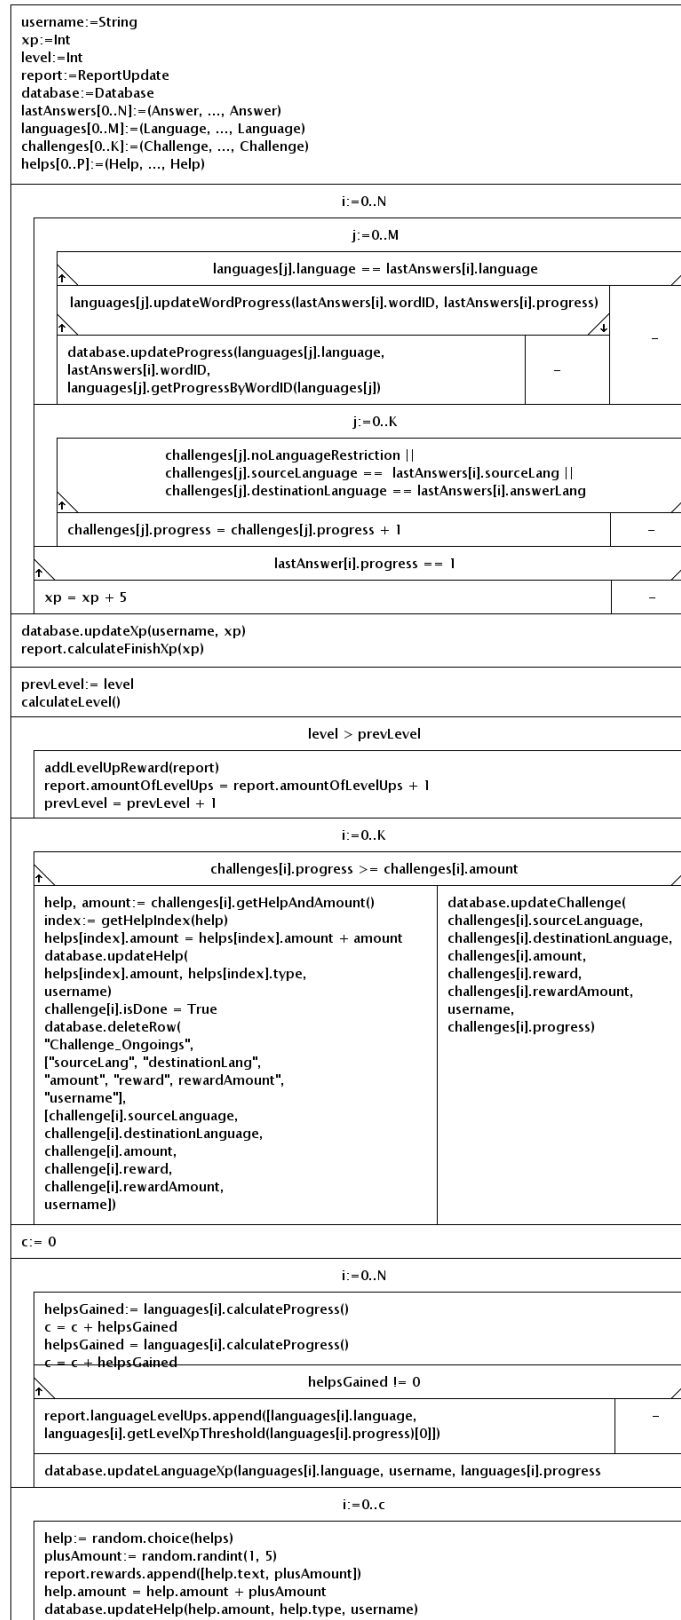 username:=String
xp:=Int
level:=Int
report:=ReportUpdate
database:=Database
lastAnswers[0..N]:=(Answer, ..., Answer)
languages[0..M]:=(Language, ..., Language)
challenges[0..K]:=(Challenge, ..., Challenge)
helps[0..P]:=(Help, ..., Help)
i:=0..N
j:=0..M
languages[j].language == lastAnswers[i].language
languages[j].updateWordProgress(lastAnswers[i].wordID, lastAnswers[i].progress)
–
database.updateProgress(languages[j].language,
lastAnswers[i].wordID,
languages[j].getProgressByWordID(languages[j])
–
j:=0..K
challenges[j].noLanguageRestriction ||
challenges[j].sourceLanguage == lastAnswers[i].sourceLang ||
challenges[j].destinationLanguage == lastAnswers[i].answerLang
challenges[j].progress = challenges[j].progress + 1
–
lastAnswer[i].progress == 1
xp = xp + 5
–
database.updateXp(username, xp)
report.calculateFinishXp(xp)
prevLevel:= level
calculateLevel()
level > prevLevel
addLevelUpReward(report)
report.amountOfLevelUps = report.amountOfLevelUps + 1
prevLevel = prevLevel + 1
i:=0..K
challenges[i].progress >= challenges[i].amount
help, amount:= challenges[i].getHelpAndAmount()
index:= getHelpIndex(help)
helps[index].amount = helps[index].amount + amount
database.updateHelp(
helps[index].amount, helps[index].type,
username)
challenge[i].isDone = True
database.deleteRow(
"Challenge_Ongoings",
["sourceLang", "destinationLang",
"amount", "reward", rewardAmount",
"username"],
[challenge[i].sourceLanguage,
challenge[i].destinationLanguage,
challenge[i].amount,
challenge[i].reward,
challenge[i].rewardAmount,
username])
database.updateChallenge(
challenges[i].sourceLanguage,
challenges[i].destinationLanguage,
challenges[i].amount,
challenges[i].reward,
challenges[i].rewardAmount,
username,
challenges[i].progress)
c:= 0
i:=0..N
helpsGained:= languages[i].calculateProgress()
c = c + helpsGained
helpsGained = languages[i].calculateProgress()
c = c + helpsGained
helpsGained != 0
report.languageLevelUps.append([languages[i].language,
languages[i].getLevelXpThreshold(languages[i].progress)[0]])
–
database.updateLanguageXp(languages[i].language, username, languages[i].progress
i:=0..c
help:= random.choice(helps)
plusAmount:= random.randint(1, 5)
report.rewards.append([help.text, plusAmount])
help.amount = help.amount + plusAmount
database.updateHelp(help.amount, help.type, username)